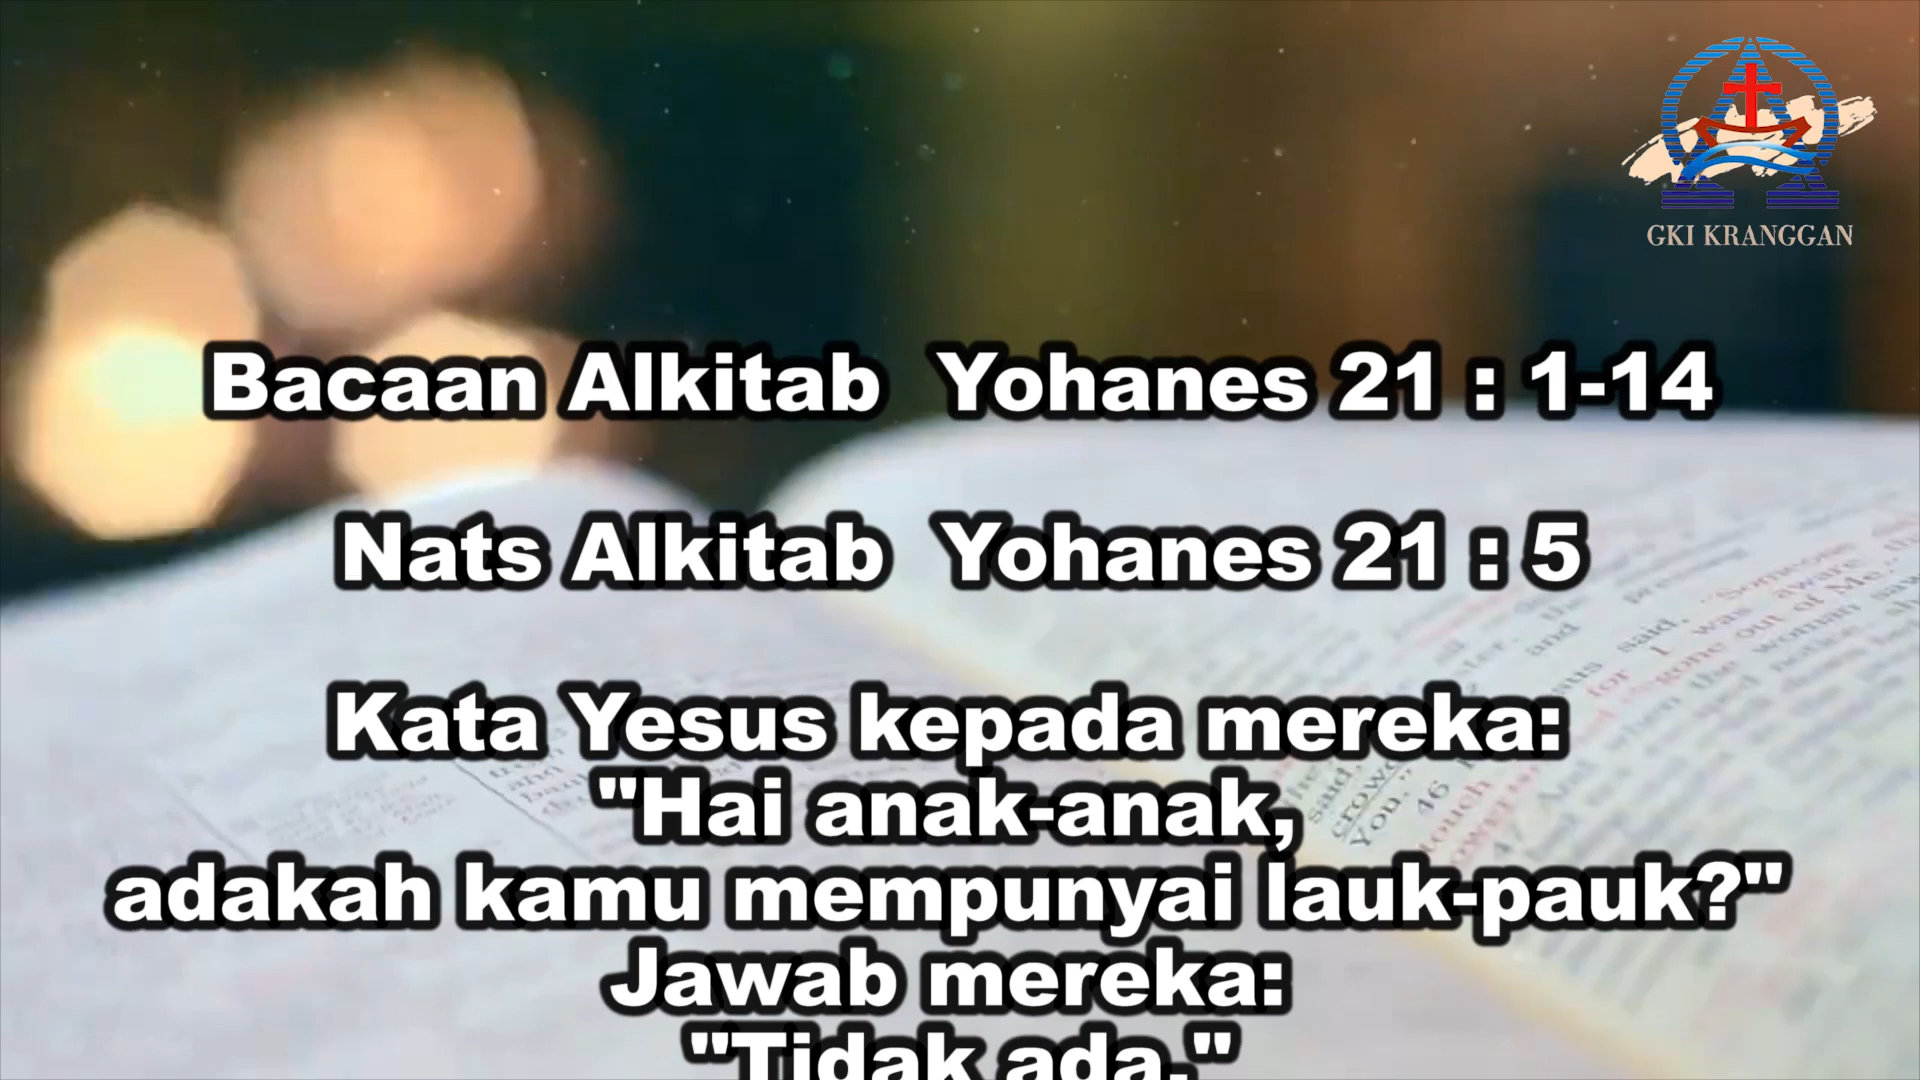 GKI KRANGGAN
Bacaan Alkitab Yohanes 21 : 1-14
Nats Alkitab Yohanes 21 : 5
Kata Yesus kepada mereka:
"Hai anak-anak,
adakah kamu mempunyai lauk-pauk?"
Jawab mereka:
"Tidak ada."